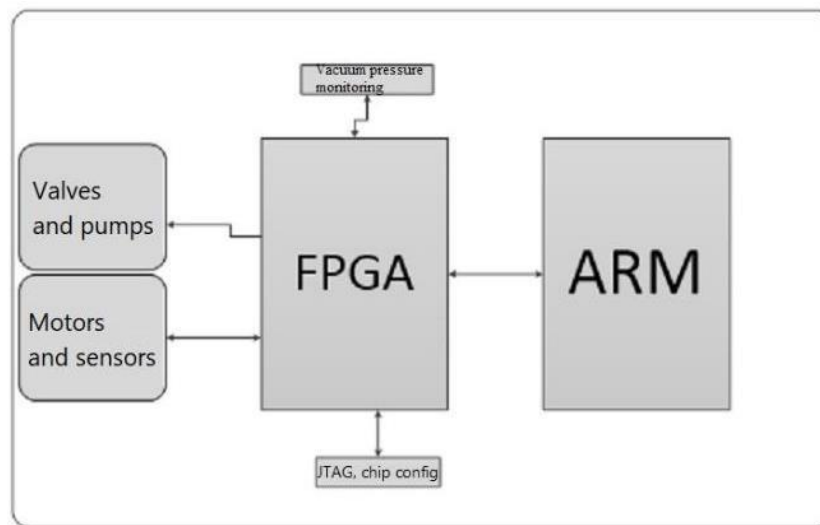 Vacuum pressure
monitoring
Valves
and pumps
FPGA
ARM
Motors
and sensors
JTAG, chip config